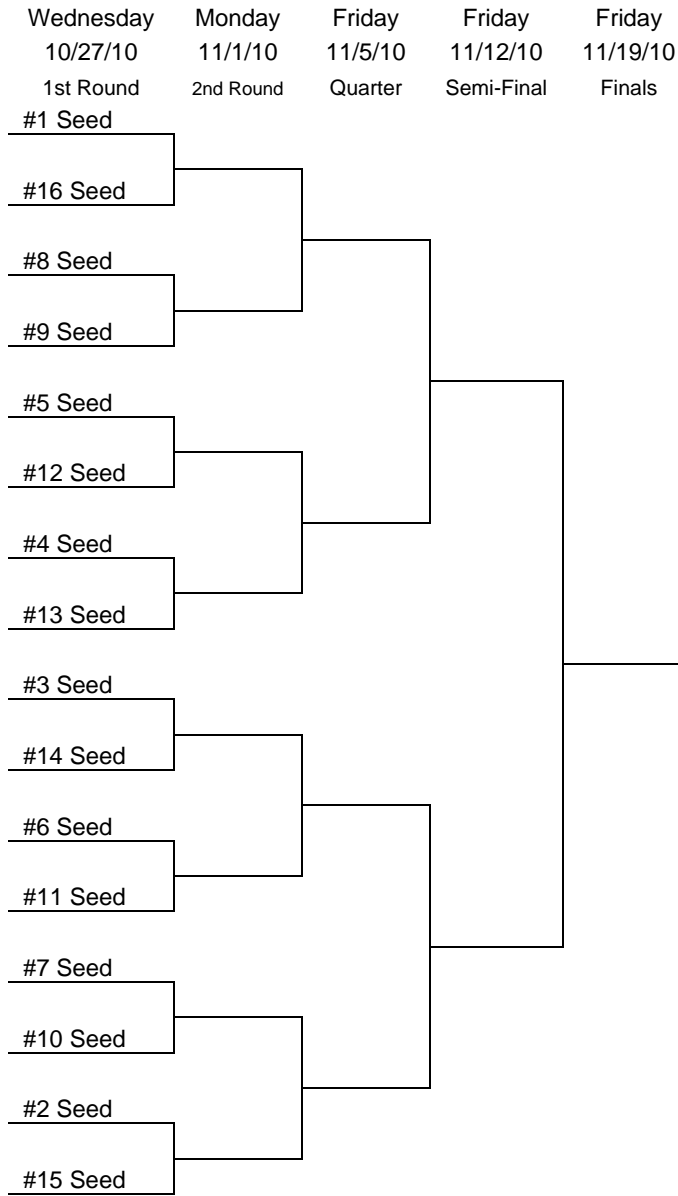 Wednesday Monday Friday Friday Friday
10/27/10 11/1/10 11/5/10 11/12/10 11/19/10
1st Round 2nd Round Quarter Semi-Final Finals
#1 Seed
#16 Seed
#8 Seed
#9 Seed
#5 Seed
#12 Seed
#4 Seed
#13 Seed
#3 Seed
#14 Seed
#6 Seed
#11 Seed
#7 Seed
#10 Seed
#2 Seed
#15 Seed